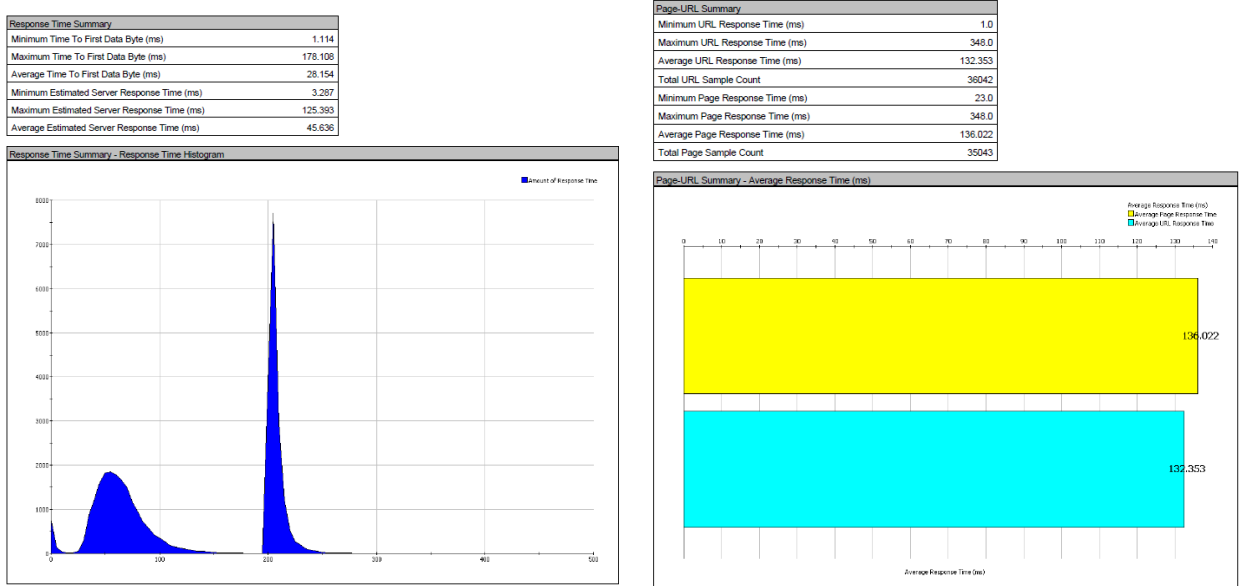 Response Time Summary
Minimum Time To First Data Byte (ms) 1.114
Maximum Time To First Data Byte (ms) 178.108
Average Time To First Data Byte (ms) 28.154
Minimum Estimated Server Response Time (ms) 3.287
Maximum Estimated Server Response Time (ms) 125.393
Average Estimated Server Response Time (ms) 45.636
Response Time Summary - Response Time Histogram
Amount of Response Time
8000
7000
6000
5000
4000
3000
2000
1000
0
0 100 200 300 400 500
Page-URL Summary
Minimum URL Response Time (ms) 1.0
Maximum URL Response Time (ms) 348.0
Average URL Response Time (ms) 132.353
Total URL Sample Count 36042
Minimum Page Response Time (ms) 23.0
Maximum Page Response Time (ms) 348.0
Average Page Response Time (ms) 136.022
Total Page Sample Count 35043
Page-URL Summary - Average Response Time (ms)
Average Response Time (ms)
Average Page Response Time
Average URL Response Time
0 10 20 30 40 50 60 70 80 90 100 110 120 130 140
136.022
132.353
Average Response Time (ms)